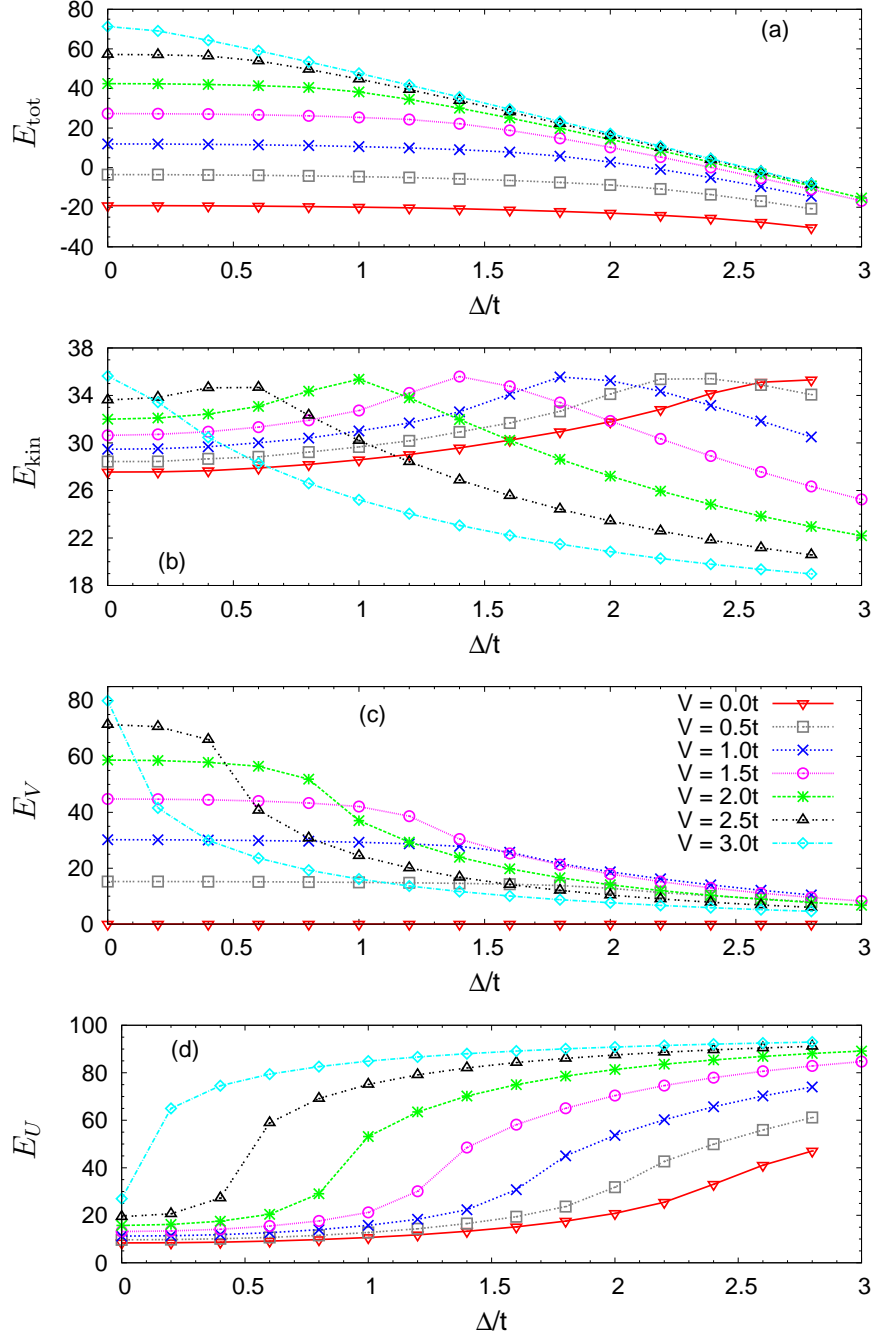 80
60
40
20
0
-20
-40
E_tot
(a)
0 0.5 1 1.5 2 2.5 3
Δ/t
38
34
30
26
22
18
E_kin
(b)
0 0.5 1 1.5 2 2.5 3
Δ/t
80
60
40
20
0
E_V
(c)
V = 0.0t
V = 0.5t
V = 1.0t
V = 1.5t
V = 2.0t
V = 2.5t
V = 3.0t
0 0.5 1 1.5 2 2.5 3
Δ/t
100
80
60
40
20
0
E_U
(d)
0 0.5 1 1.5 2 2.5 3
Δ/t